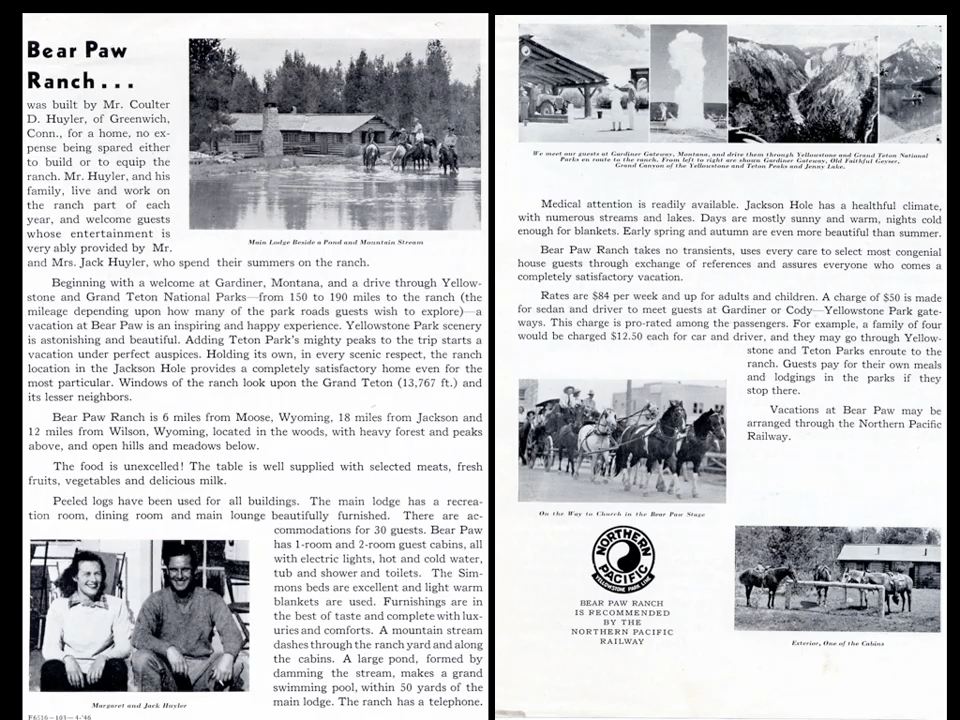 Bear Paw
Ranch...
was built by Mr. Coulter
D. Huyler, of Greenwich,
Conn., for a home, no ex-
pense being spared either
to build or to equip the
ranch. Mr. Huyler, and his
family, live and work on
the ranch part of each
year, and welcome guests
whose entertainment is
very ably provided by Mr.
and Mrs. Jack Huyler, who spend their summers on the ranch.
Main Lodge Beside a Pond and Mountain Stream
Beginning with a welcome at Gardiner, Montana, and a drive through Yellow-
stone and Grand Teton National Parks—from 150 to 190 miles to the ranch (the
mileage depending upon how many of the park roads guests wish to explore)—a
vacation at Bear Paw is an inspiring and happy experience. Yellowstone Park scenery
is astonishing and beautiful. Adding Teton Park's mighty peaks to the trip starts a
vacation under perfect auspices. Holding its own, in every scenic respect, the ranch
location in the Jackson Hole provides a completely satisfactory home even for the
most particular. Windows of the ranch look upon the Grand Teton (13,767 ft.) and
its lesser neighbors.
Bear Paw Ranch is 6 miles from Moose, Wyoming, 18 miles from Jackson and
12 miles from Wilson, Wyoming, located in the woods, with heavy forest and peaks
above, and open hills and meadows below.
The food is unexcelled! The table is well supplied with selected meats, fresh
fruits, vegetables and delicious milk.
Peeled logs have been used for all buildings. The main lodge has a recrea-
tion room, dining room and main lounge beautifully furnished. There are ac-
commodations for 30 guests. Bear Paw
has 1-room and 2-room guest cabins, all
with electric lights, hot and cold water,
tub and shower and toilets. The Sim-
mons beds are excellent and light warm
blankets are used. Furnishings are in
the best of taste and complete with lux-
uries and comforts. A mountain stream
dashes through the ranch yard and along
the cabins. A large pond, formed by
damming the stream, makes a grand
swimming pool, within 50 yards of the
main lodge. The ranch has a telephone.
Margaret and Jack Huyler
F6516—103—4-'46
We meet our guests at Gardiner Gateway, Montana, and drive them through Yellowstone and Grand Teton National
Parks en route to the ranch. From left to right are shown Gardiner Gateway, Old Faithful Geyser,
Grand Canyon of the Yellowstone and Teton Peaks and Jenny Lake.
Medical attention is readily available. Jackson Hole has a healthful climate,
with numerous streams and lakes. Days are mostly sunny and warm, nights cold
enough for blankets. Early spring and autumn are even more beautiful than summer.
Bear Paw Ranch takes no transients, uses every care to select most congenial
house guests through exchange of references and assures everyone who comes a
completely satisfactory vacation.
Rates are $84 per week and up for adults and children. A charge of $50 is made
for sedan and driver to meet guests at Gardiner or Cody—Yellowstone Park gate-
ways. This charge is pro-rated among the passengers. For example, a family of four
would be charged $12.50 each for car and driver, and they may go through Yellow-
stone and Teton Parks enroute to the
ranch. Guests pay for their own meals
and lodgings in the parks if they
stop there.
Vacations at Bear Paw may be
arranged through the Northern Pacific
Railway.
On the Way to Church in the Bear Paw Stage
NORTHERN
PACIFIC
YELLOWSTONE PARK LINE
BEAR PAW RANCH
IS RECOMMENDED
BY THE
NORTHERN PACIFIC
RAILWAY
Exterior, One of the Cabins